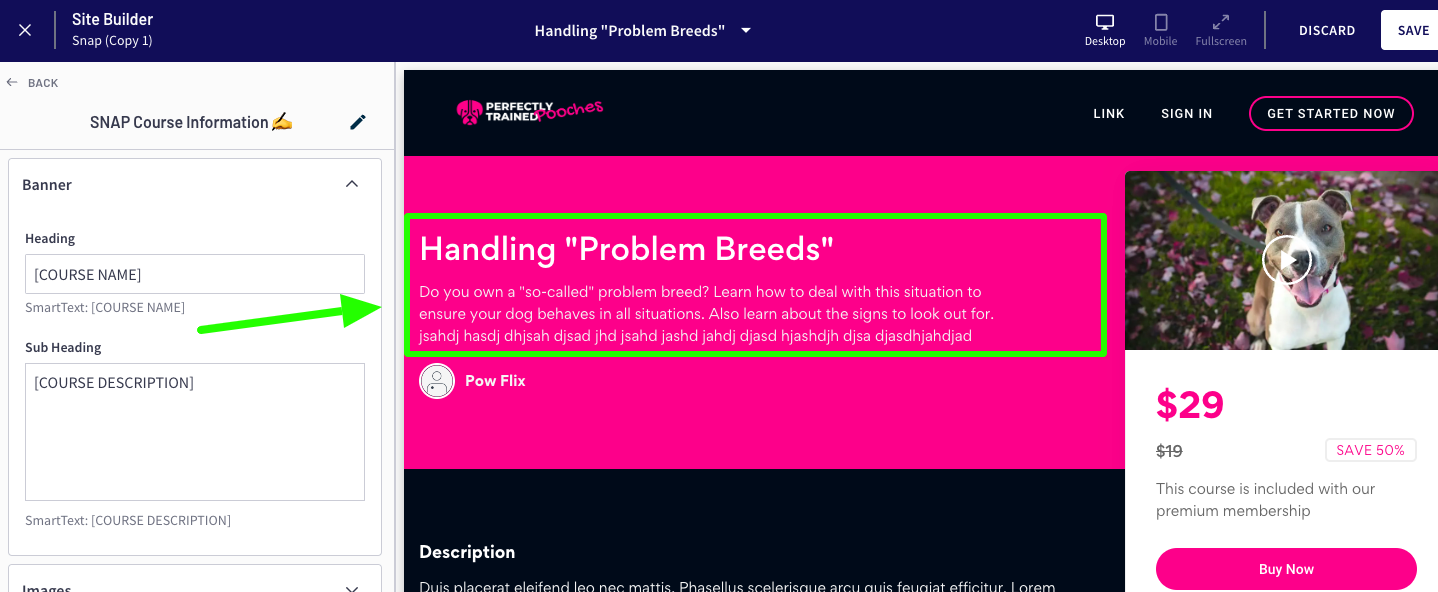 Site Builder
Snap (Copy 1)
Handling "Problem Breeds"
Desktop
Mobile
Fullscreen
DISCARD
SAVE
BACK
SNAP Course Information ✍️
Banner
Heading
[COURSE NAME]
SmartText: [COURSE NAME]
Sub Heading
[COURSE DESCRIPTION]
SmartText: [COURSE DESCRIPTION]
Images
PERFECTLY
TRAINED Pooches
LINK
SIGN IN
GET STARTED NOW
Handling "Problem Breeds"
Do you own a "so-called" problem breed? Learn how to deal with this situation to
ensure your dog behaves in all situations. Also learn about the signs to look out for.
jsahdj hasdj dhjsah djsad jhd jsahd jashd jahdj djasd hjashdjh djsa djasdhjahdjad
Pow Flix
$29
$19
SAVE 50%
This course is included with our
premium membership
Buy Now
Description
Duis placerat eleifend leo nec mattis. Phasellus scelerisque arcu quis feugiat efficitur. Lorem